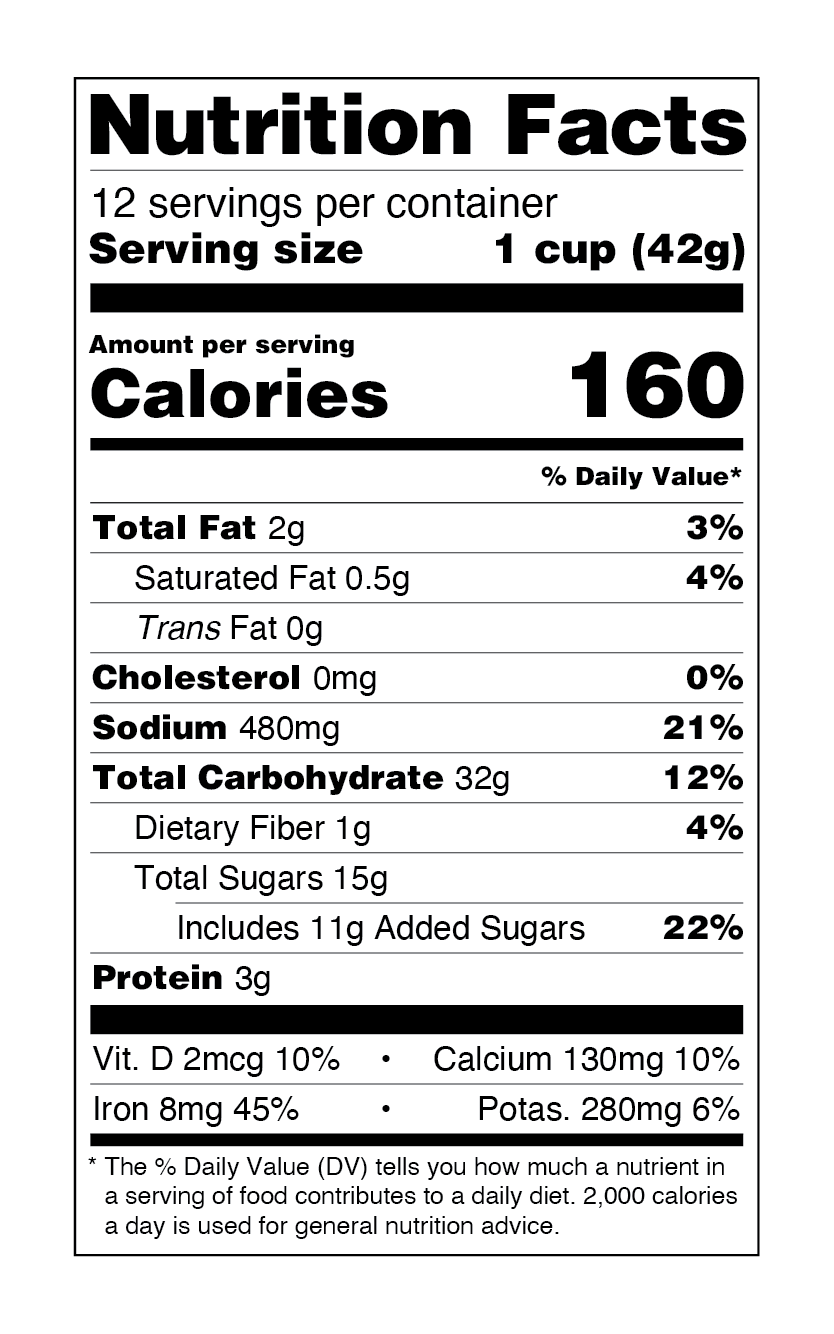 Nutrition Facts
12 servings per container
Serving size 1 cup (42g)
Amount per serving
Calories 160
% Daily Value*
Total Fat 2g 3%
Saturated Fat 0.5g 4%
Trans Fat 0g
Cholesterol 0mg 0%
Sodium 480mg 21%
Total Carbohydrate 32g 12%
Dietary Fiber 1g 4%
Total Sugars 15g
Includes 11g Added Sugars 22%
Protein 3g
Vit. D 2mcg 10% • Calcium 130mg 10%
Iron 8mg 45% • Potas. 280mg 6%
* The % Daily Value (DV) tells you how much a nutrient in
a serving of food contributes to a daily diet. 2,000 calories
a day is used for general nutrition advice.